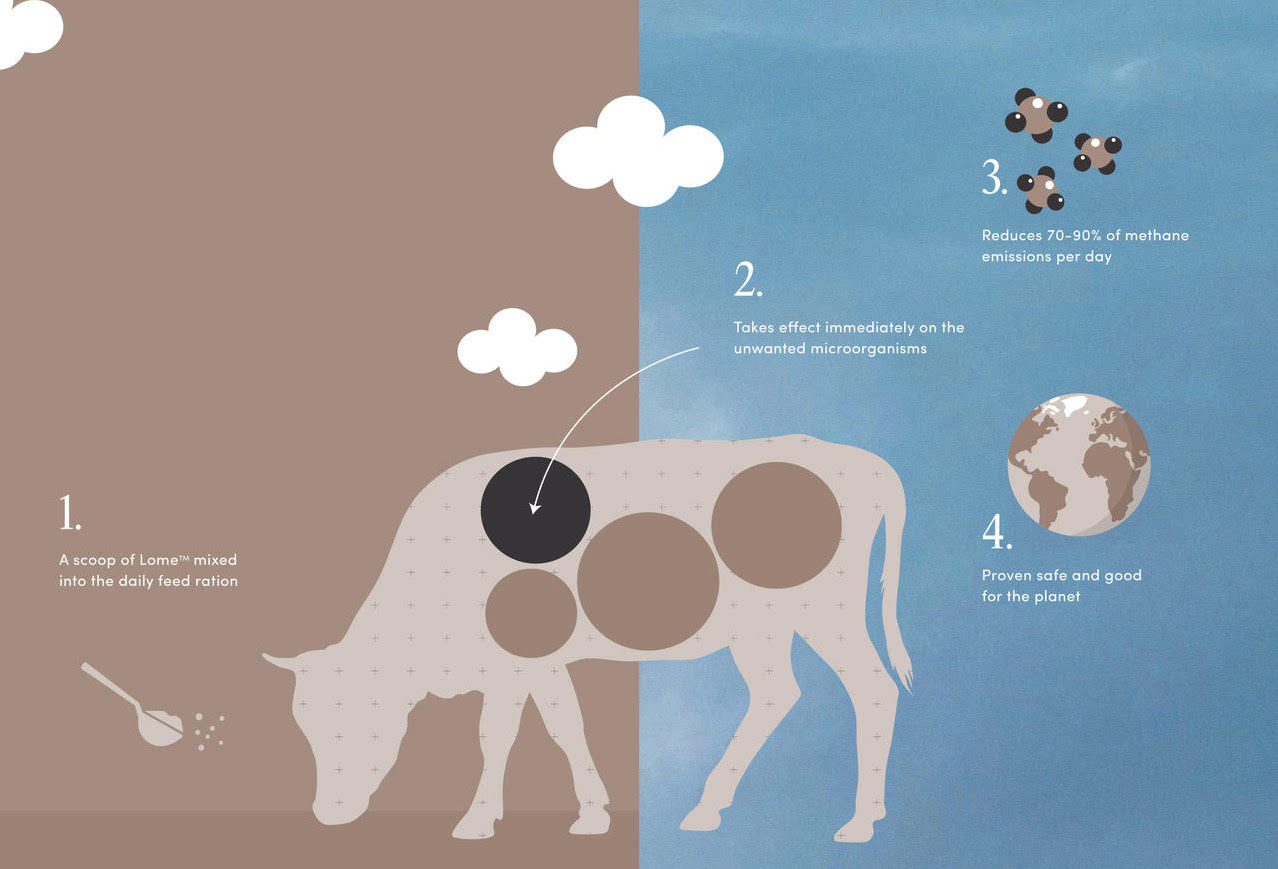 1.
A scoop of Lome™ mixed
into the daily feed ration
2.
Takes effect immediately on the
unwanted microorganisms
3.
Reduces 70-90% of methane
emissions per day
4.
Proven safe and good
for the planet